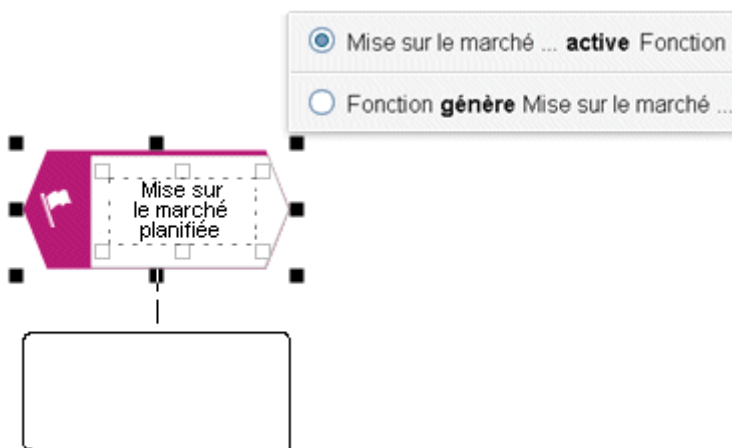 Mise sur le marché ... active Fonction
Fonction génère Mise sur le marché ...
Mise sur
le marché
planifiée